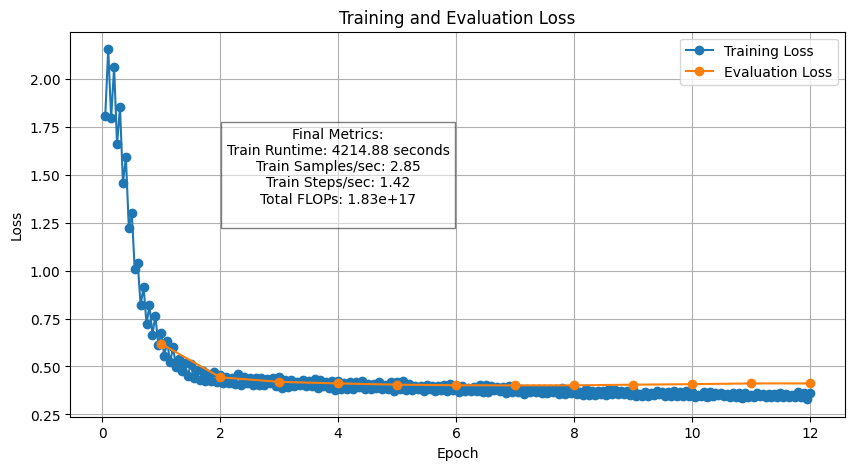 Training and Evaluation Loss
Training Loss
Evaluation Loss
Final Metrics:
Train Runtime: 4214.88 seconds
Train Samples/sec: 2.85
Train Steps/sec: 1.42
Total FLOPs: 1.83e+17
Loss
2.00
1.75
1.50
1.25
1.00
0.75
0.50
0.25
0 2 4 6 8 10 12
Epoch